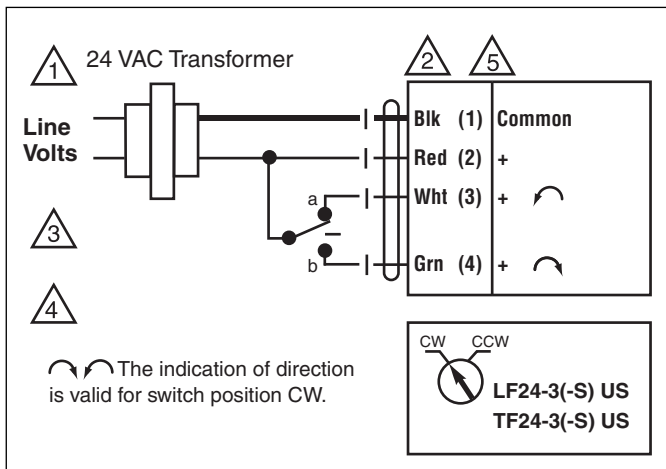 1 24 VAC Transformer
2 5
Line
Volts
Blk (1) Common
Red (2) +
a Wht (3) +
b Grn (4) +
3
4
The indication of direction
is valid for switch position CW.
CW CCW
LF24-3(-S) US
TF24-3(-S) US